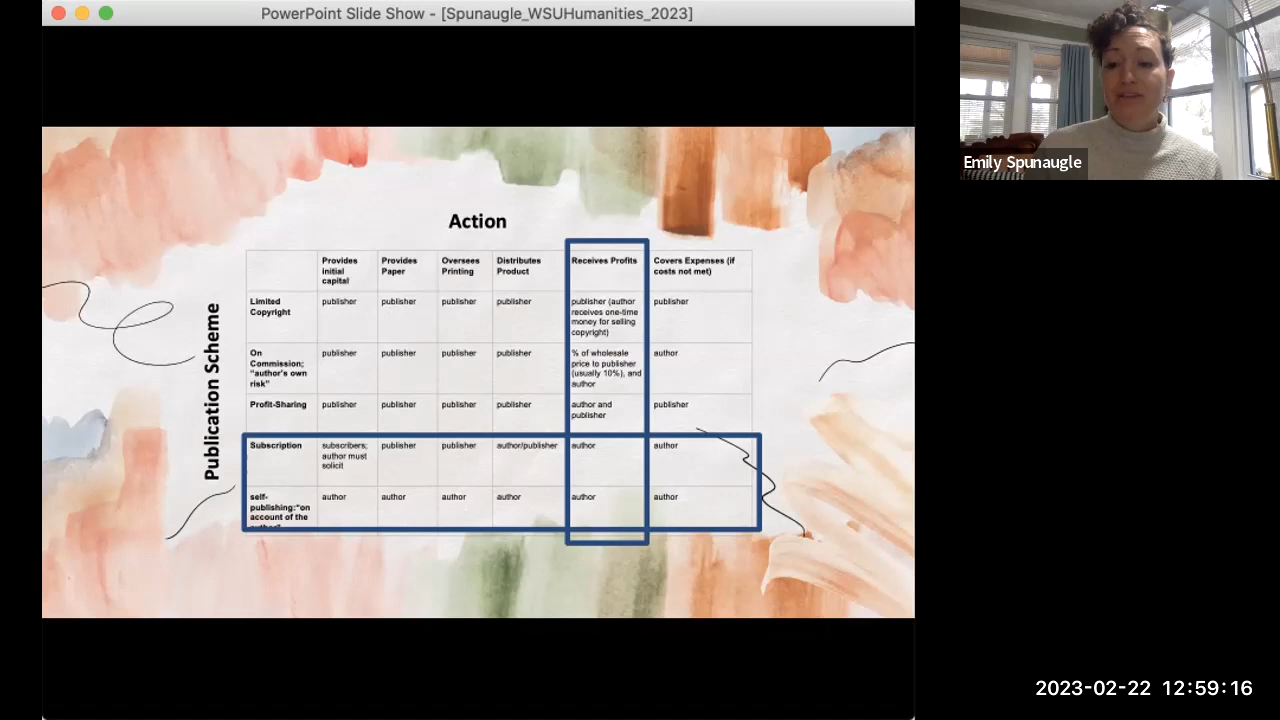 PowerPoint Slide Show - [Spunaugle_WSUHumanities_2023]
Emily Spunaugle
Action
Publication Scheme
Provides initial capital
Provides Paper
Oversees Printing
Distributes Product
Receives Profits
Covers Expenses (if costs not met)
Limited Copyright
publisher
publisher
publisher
publisher
publisher (author receives one-time money for selling copyright)
publisher
On Commission; "author's own risk"
publisher
publisher
publisher
publisher
% of wholesale price to publisher (usually 10%), and author
author
Profit-Sharing
publisher
publisher
publisher
publisher
author and publisher
publisher
Subscription
subscribers; author must solicit
publisher
publisher
author/publisher
author
author
self-publishing:"on account of the author"
author
author
author
author
author
author
2023-02-22 12:59:16